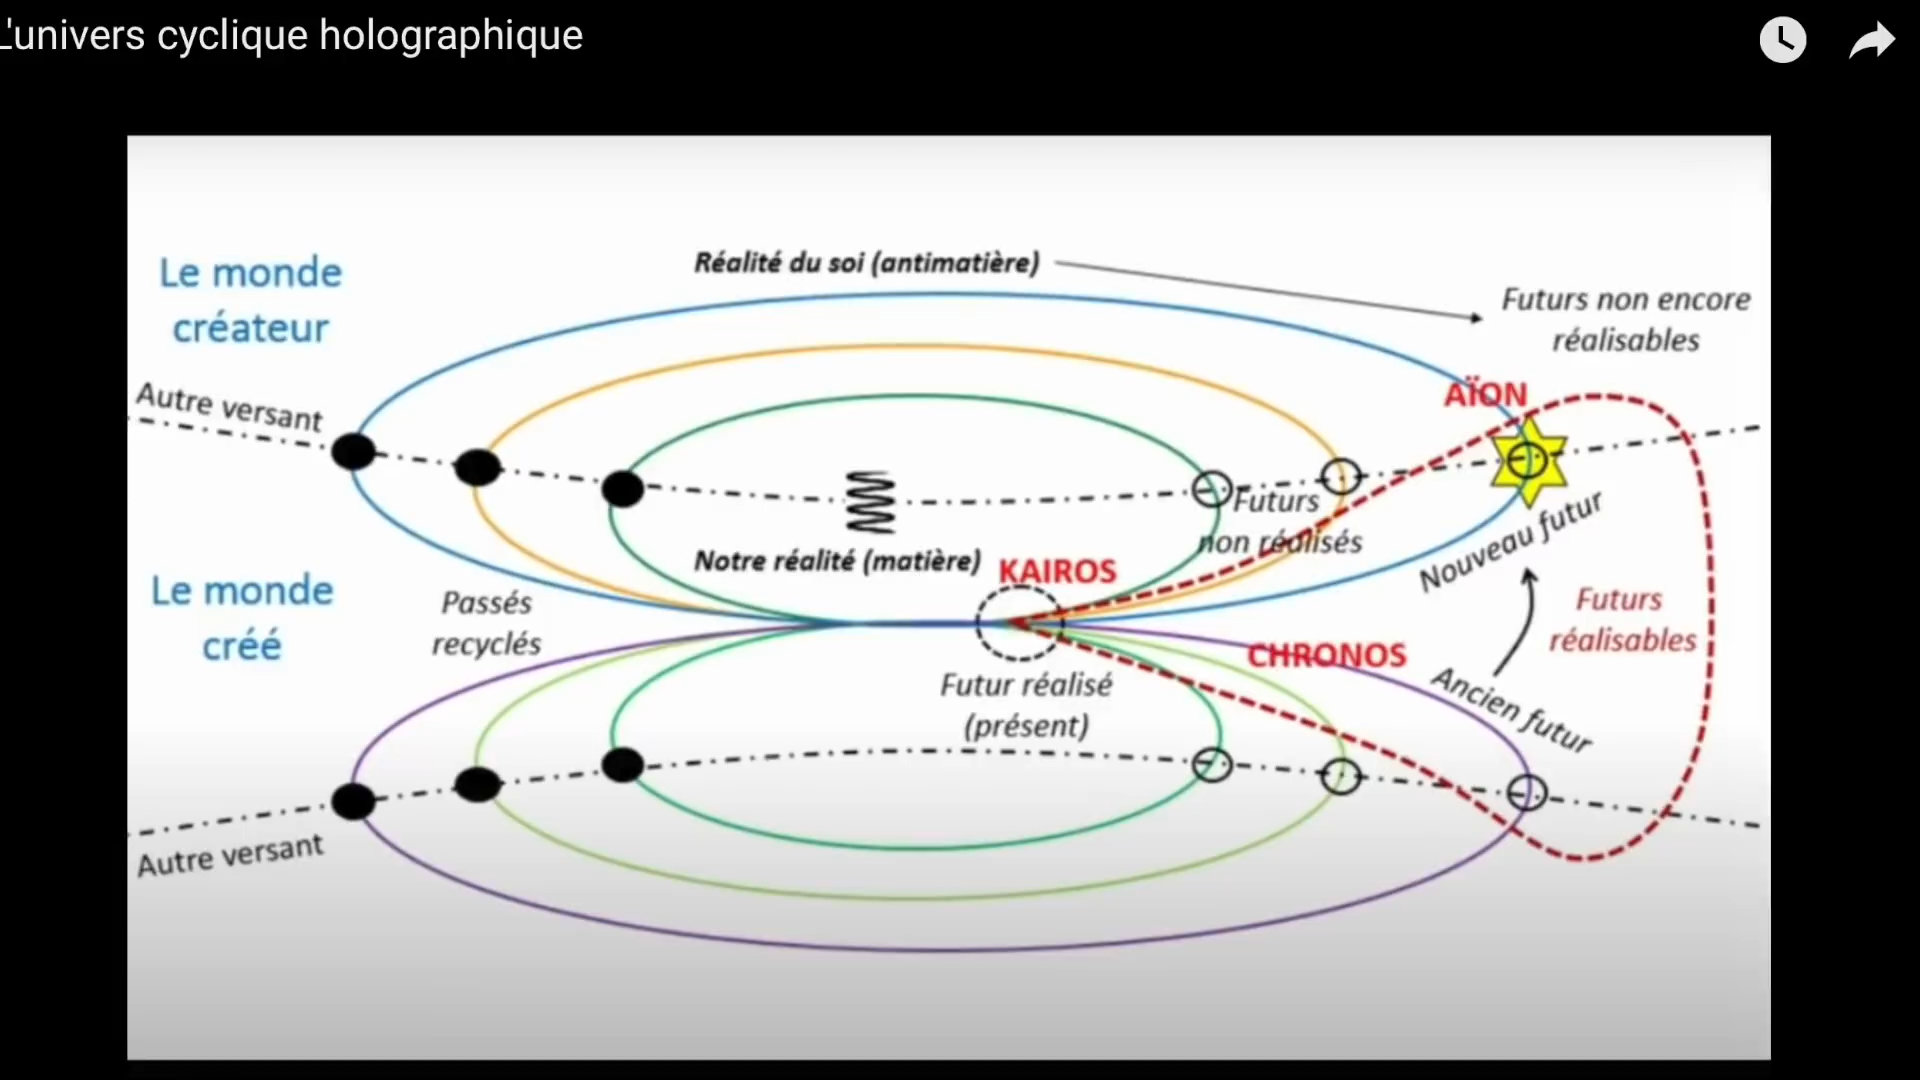 L'univers cyclique holographique
Réalité du soi (antimatière)
Le monde
créateur
Futurs non encore
réalisables
Autre versant
AÏON
Futurs
non réalisés
Nouveau futur
Notre réalité (matière)
KAIROS
Le monde
créé
Passés
recyclés
Futurs
réalisables
CHRONOS
Futur réalisé
(présent)
Ancien futur
Autre versant